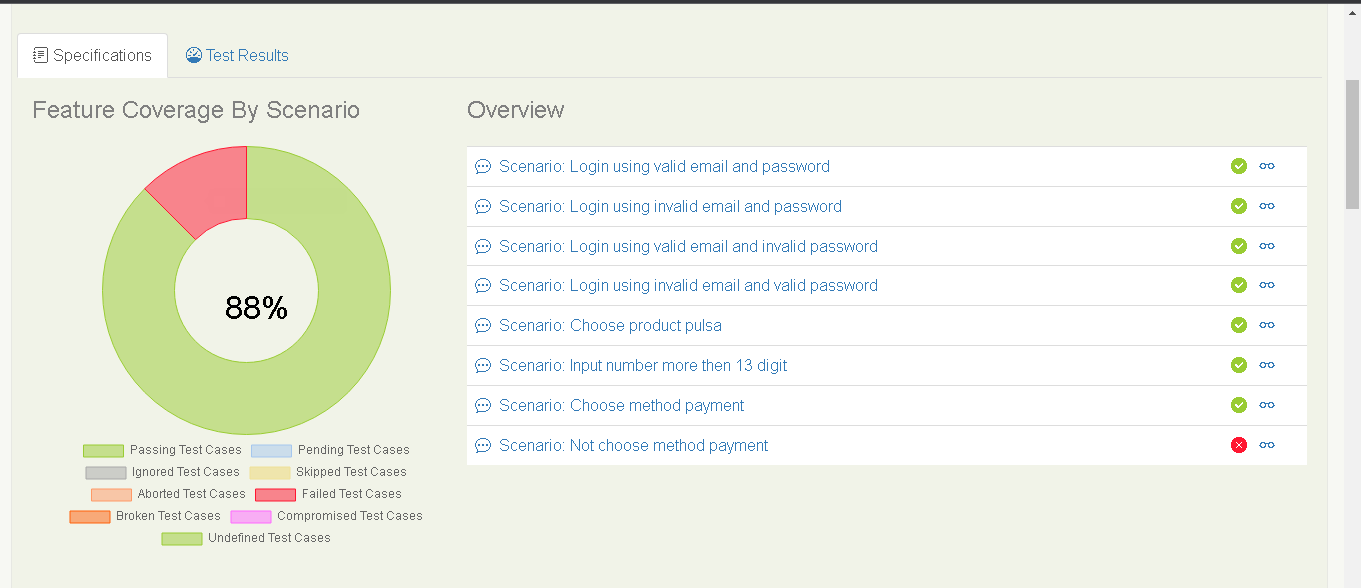 Specifications
Test Results
Feature Coverage By Scenario
88%
Passing Test Cases
Pending Test Cases
Ignored Test Cases
Skipped Test Cases
Aborted Test Cases
Failed Test Cases
Broken Test Cases
Compromised Test Cases
Undefined Test Cases
Overview
Scenario: Login using valid email and password
Scenario: Login using invalid email and password
Scenario: Login using valid email and invalid password
Scenario: Login using invalid email and valid password
Scenario: Choose product pulsa
Scenario: Input number more then 13 digit
Scenario: Choose method payment
Scenario: Not choose method payment